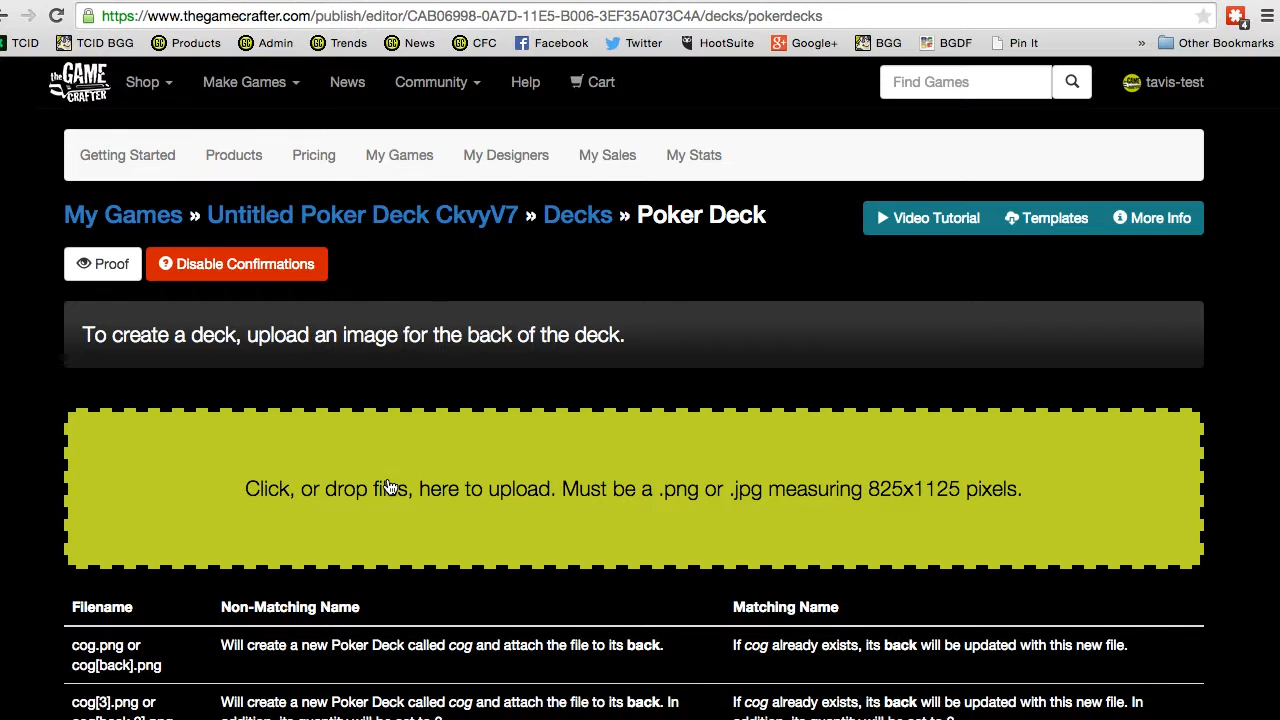 https://www.thegamecrafter.com/publish/editor/CAB06998-0A7D-11E5-B006-3EF35A073C4A/decks/pokerdecks
4
TCID TCID BGG Products Admin Trends News CFC Facebook Twitter HootSuite Google+ BGG BGDF Pin It » Other Bookmarks
the GAME CRAFTER Shop Make Games News Community Help Cart Find Games tavis-test
Getting Started Products Pricing My Games My Designers My Sales My Stats
My Games » Untitled Poker Deck CkvyV7 » Decks » Poker Deck Video Tutorial Templates More Info
Proof Disable Confirmations
To create a deck, upload an image for the back of the deck.
Click, or drop files, here to upload. Must be a .png or .jpg measuring 825x1125 pixels.
Filename Non-Matching Name Matching Name
cog.png or Will create a new Poker Deck called cog and attach the file to its back. If cog already exists, its back will be updated with this new file.
cog[back].png
cog[3].png or Will create a new Poker Deck called cog and attach the file to its back. In If cog already exists, its back will be updated with this new file. In